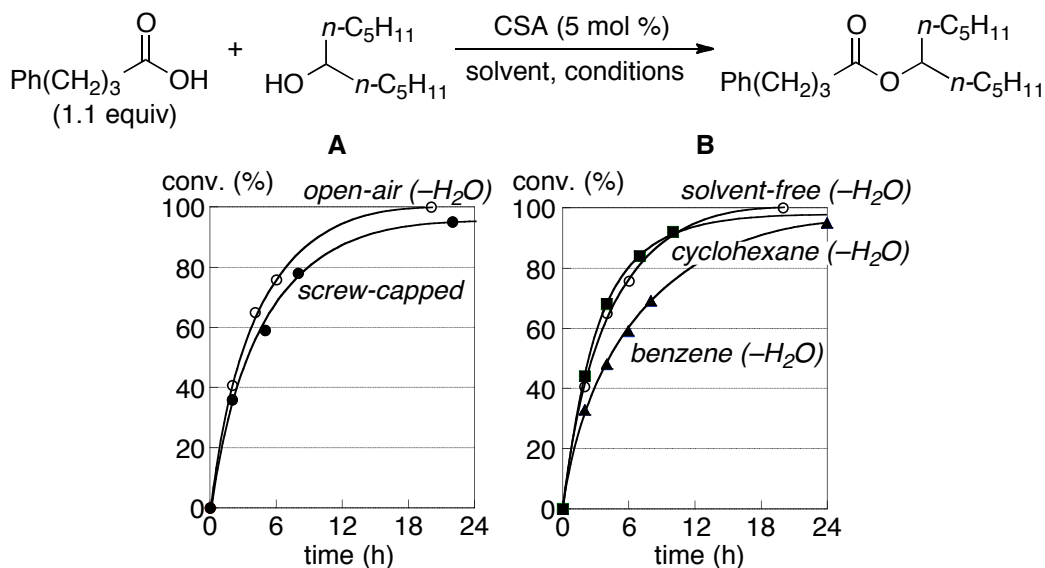 O
n-C5H11
CSA (5 mol %)
O
n-C5H11
+
Ph(CH2)3
OH
HO
n-C5H11
solvent, conditions
Ph(CH2)3
O
n-C5H11
(1.1 equiv)
A
B
conv. (%)
open-air (–H2O)
conv. (%)
solvent-free (–H2O)
100
80
60
40
20
0
screw-capped
0 6 12 18 24
time (h)
100
80
60
40
20
0
cyclohexane (–H2O)
benzene (–H2O)
0 6 12 18 24
time (h)